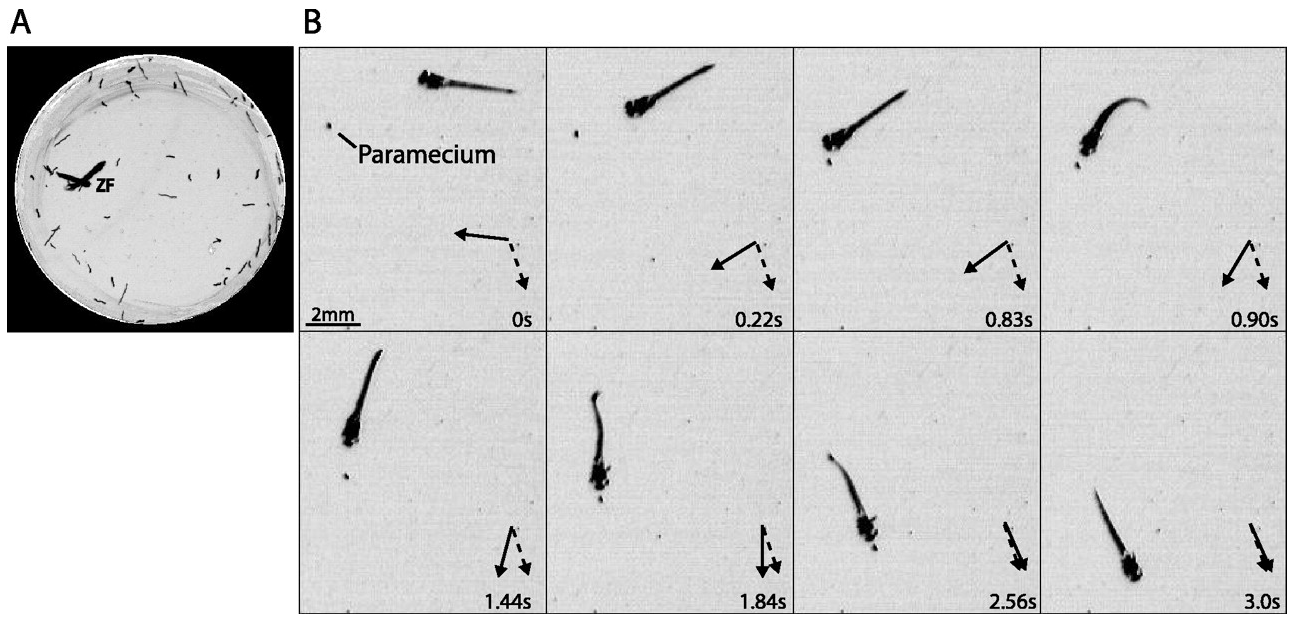 A
B
ZF
Paramecium
2mm
0s
0.22s
0.83s
0.90s
1.44s
1.84s
2.56s
3.0s